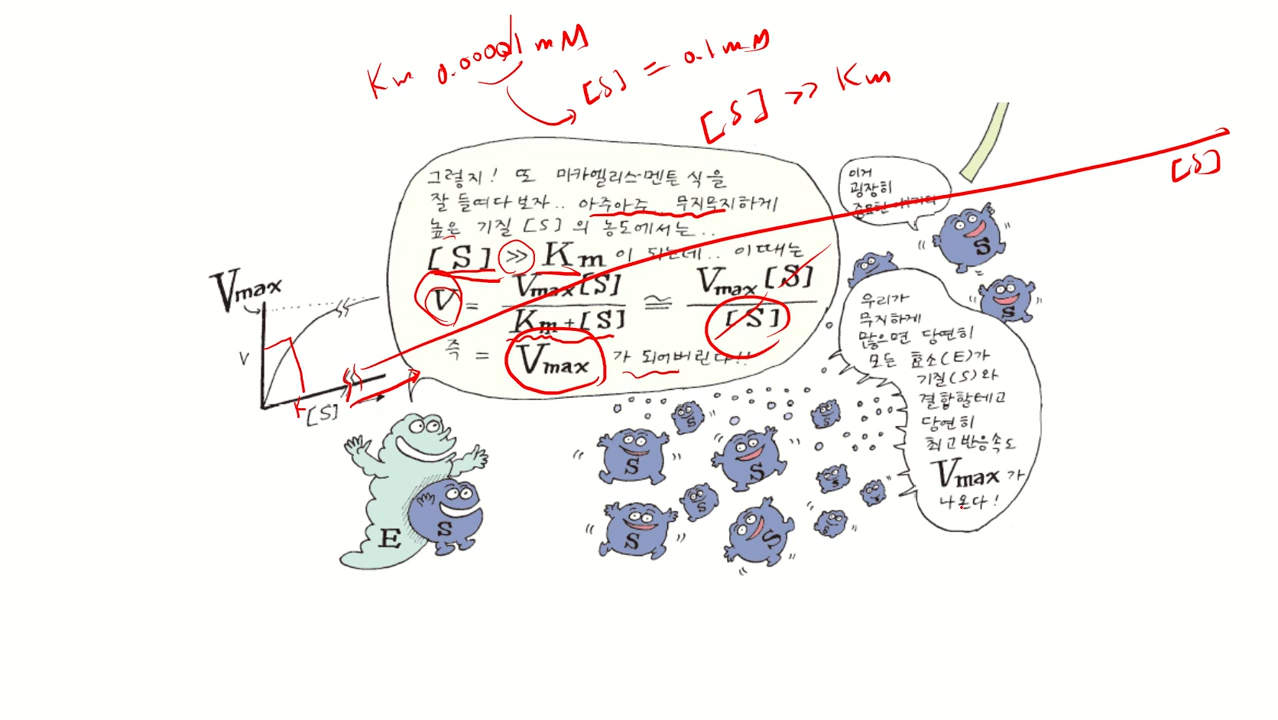 Km 0.00001 mM
[S] = 0.1 mM
[S] >> Km
그렇지! 또 미카엘리스-멘튼 식을
잘 들여다 보자.. 아주아주 무지무지하게
높은 기질 [S] 의 농도에서는..
[S] ≫ Km 이 되는데.. 이때는
V = Vmax[S] / Km+[S] ≅ Vmax[S] / [S]
즉 = Vmax 가 되어버린다!!
이거
굉장히
중요한
[S]
S
S
Vmax
V
K
[S]
우리가
무지하게
많으면 당연히
모든 효소(E)가
기질(S)와
결합할테고
당연히
최고반응속도
Vmax 가
나온다!
E
S
S
S
S
S
S
S
S
S
S
S
S